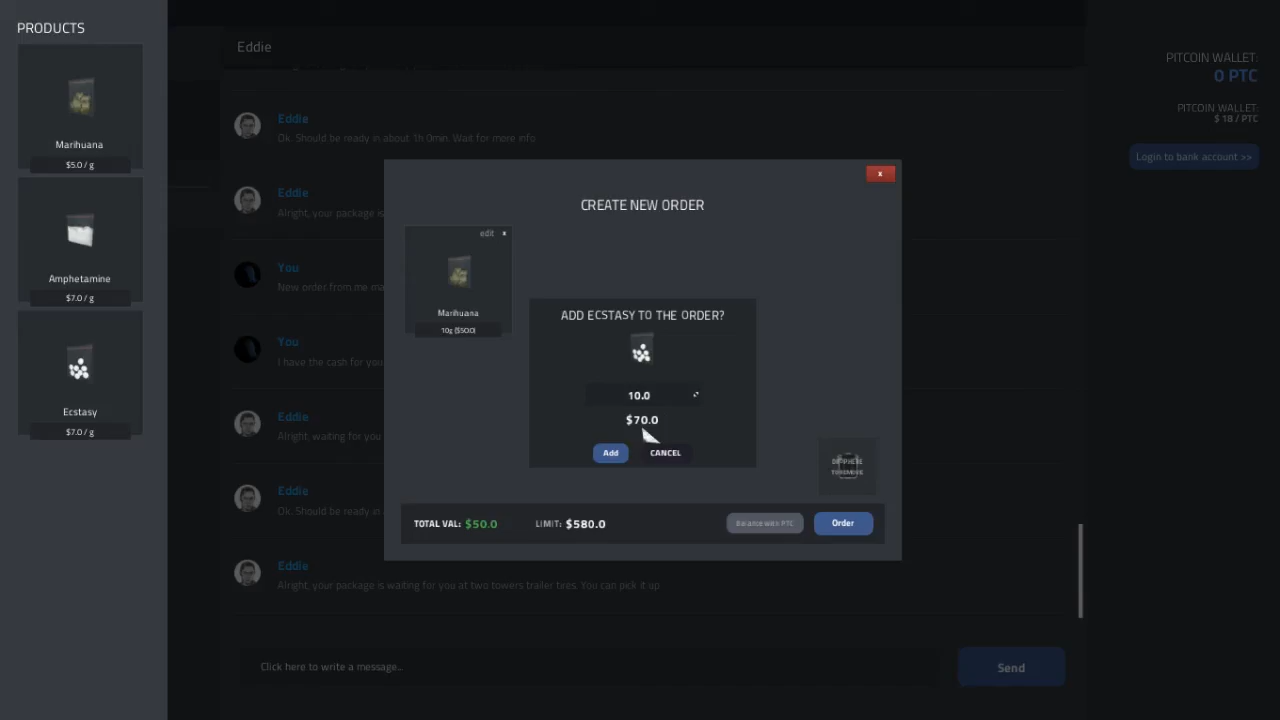 PRODUCTS
Marihuana
$5.0 / g
Amphetamine
$7.0 / g
Ecstasy
$7.0 / g
Eddie
Eddie
Ok. Should be ready in about 1h 0min. Wait for more info
Eddie
Alright, your package is
You
New order from me
You
I have the cash for you
Eddie
Alright, waiting for you
Eddie
Ok. Should be ready in
Eddie
Alright, your package is waiting for you at two towers trailer tees. You can pick it up
Click here to write a message...
Send
x
CREATE NEW ORDER
edit x
Marihuana
10g ($50.0)
ADD ECSTASY TO THE ORDER?
10.0
$70.0
Add
CANCEL
TOTAL VAL: $50.0
LIMIT: $580.0
Balance with PTC
Order
PITCOIN WALLET:
0 PTC
PITCOIN WALLET:
$ 18 / PTC
Login to bank account >>